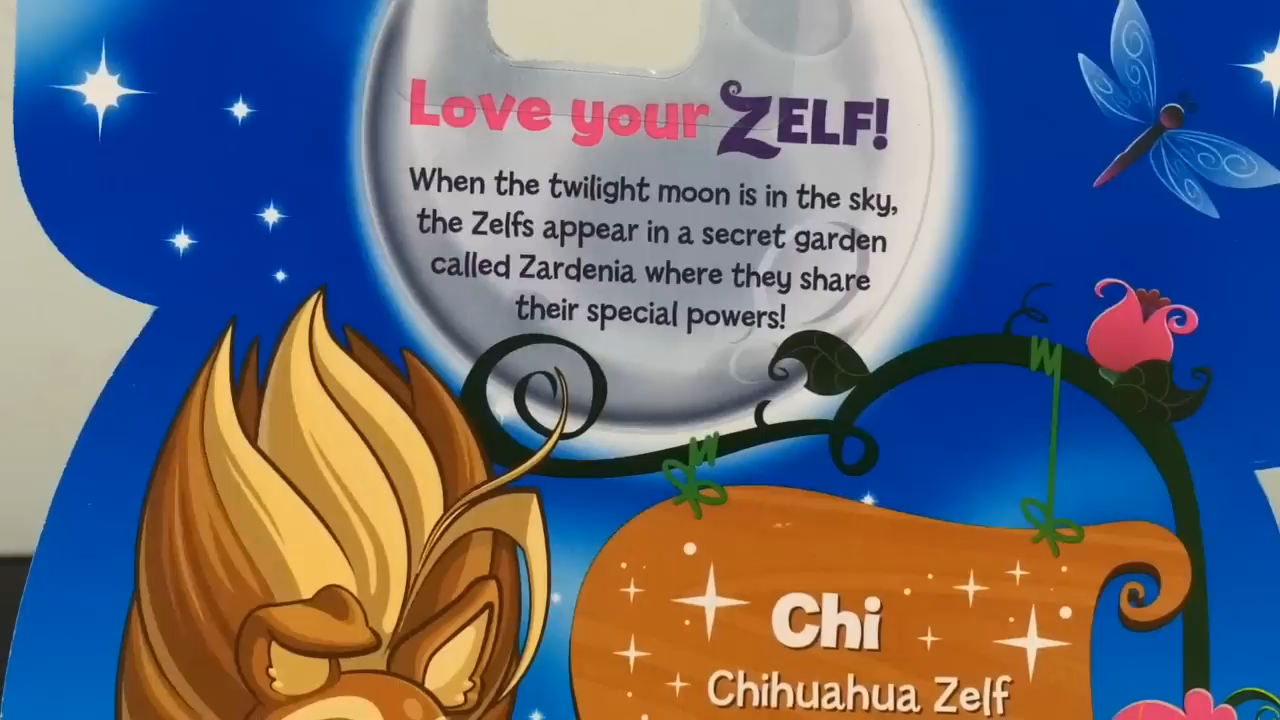 Love your ZELF!
When the twilight moon is in the sky,
the Zelfs appear in a secret garden
called Zardenia where they share
their special powers!
Chi
Chihuahua Zelf